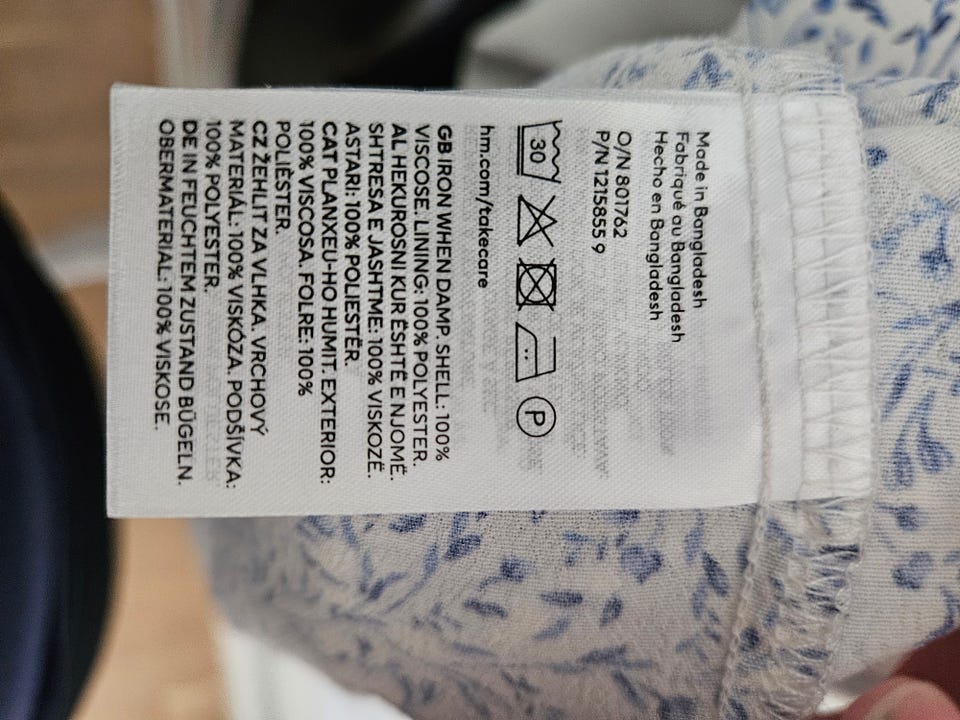 Made in Bangladesh
Fabriqué au Bangladesh
Hecho en Bangladesh
O/N 801762
P/N 1215855 9
30
P
hm.com/takecare
GB IRON WHEN DAMP. SHELL: 100%
VISCOSE. LINING: 100% POLYESTER.
AL HEKUROSNI KUR ËSHTË E NJOMË.
SHTRESA E JASHTME: 100% VISKOZË.
ASTARI: 100% POLIESTËR.
CAT PLANXEU-HO HUMIT. EXTERIOR:
100% VISCOSA. FOLRE: 100%
POLIÈSTER.
CZ ŽEHLIT ZA VLHKA. VRCHOVÝ
MATERIÁL: 100% VISKÓZA. PODŠÍVKA:
100% POLYESTER.
DE IN FEUCHTEM ZUSTAND BÜGELN.
OBERMATERIAL: 100% VISKOSE.